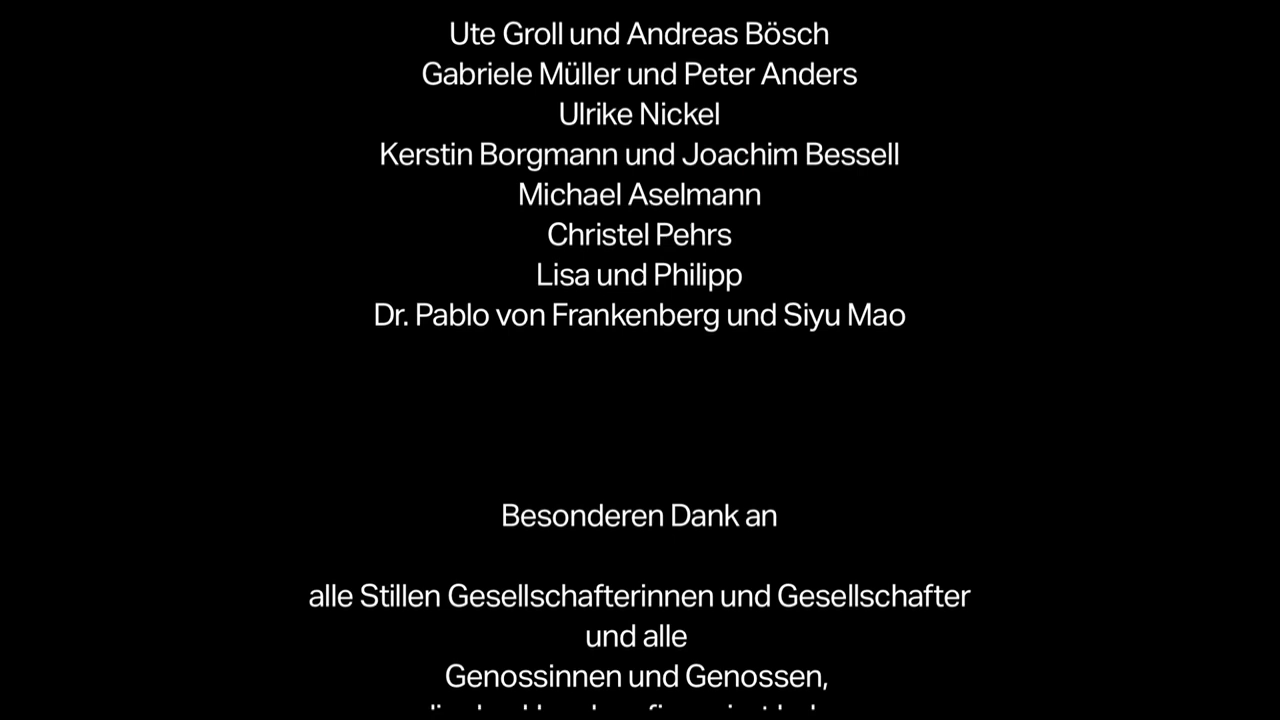 Ute Groll und Andreas Bösch
Gabriele Müller und Peter Anders
Ulrike Nickel
Kerstin Borgmann und Joachim Bessell
Michael Aselmann
Christel Pehrs
Lisa und Philipp
Dr. Pablo von Frankenberg und Siyu Mao
Besonderen Dank an
alle Stillen Gesellschafterinnen und Gesellschafter
und alle
Genossinnen und Genossen,